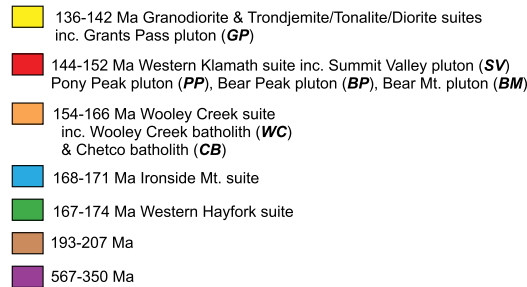 136-142 Ma Granodiorite & Trondjemite/Tonalite/Diorite suites
inc. Grants Pass pluton (GP)
144-152 Ma Western Klamath suite inc. Summit Valley pluton (SV)
Pony Peak pluton (PP), Bear Peak pluton (BP), Bear Mt. pluton (BM)
154-166 Ma Wooley Creek suite
inc. Wooley Creek batholith (WC)
& Chetco batholith (CB)
168-171 Ma Ironside Mt. suite
167-174 Ma Western Hayfork suite
193-207 Ma
567-350 Ma